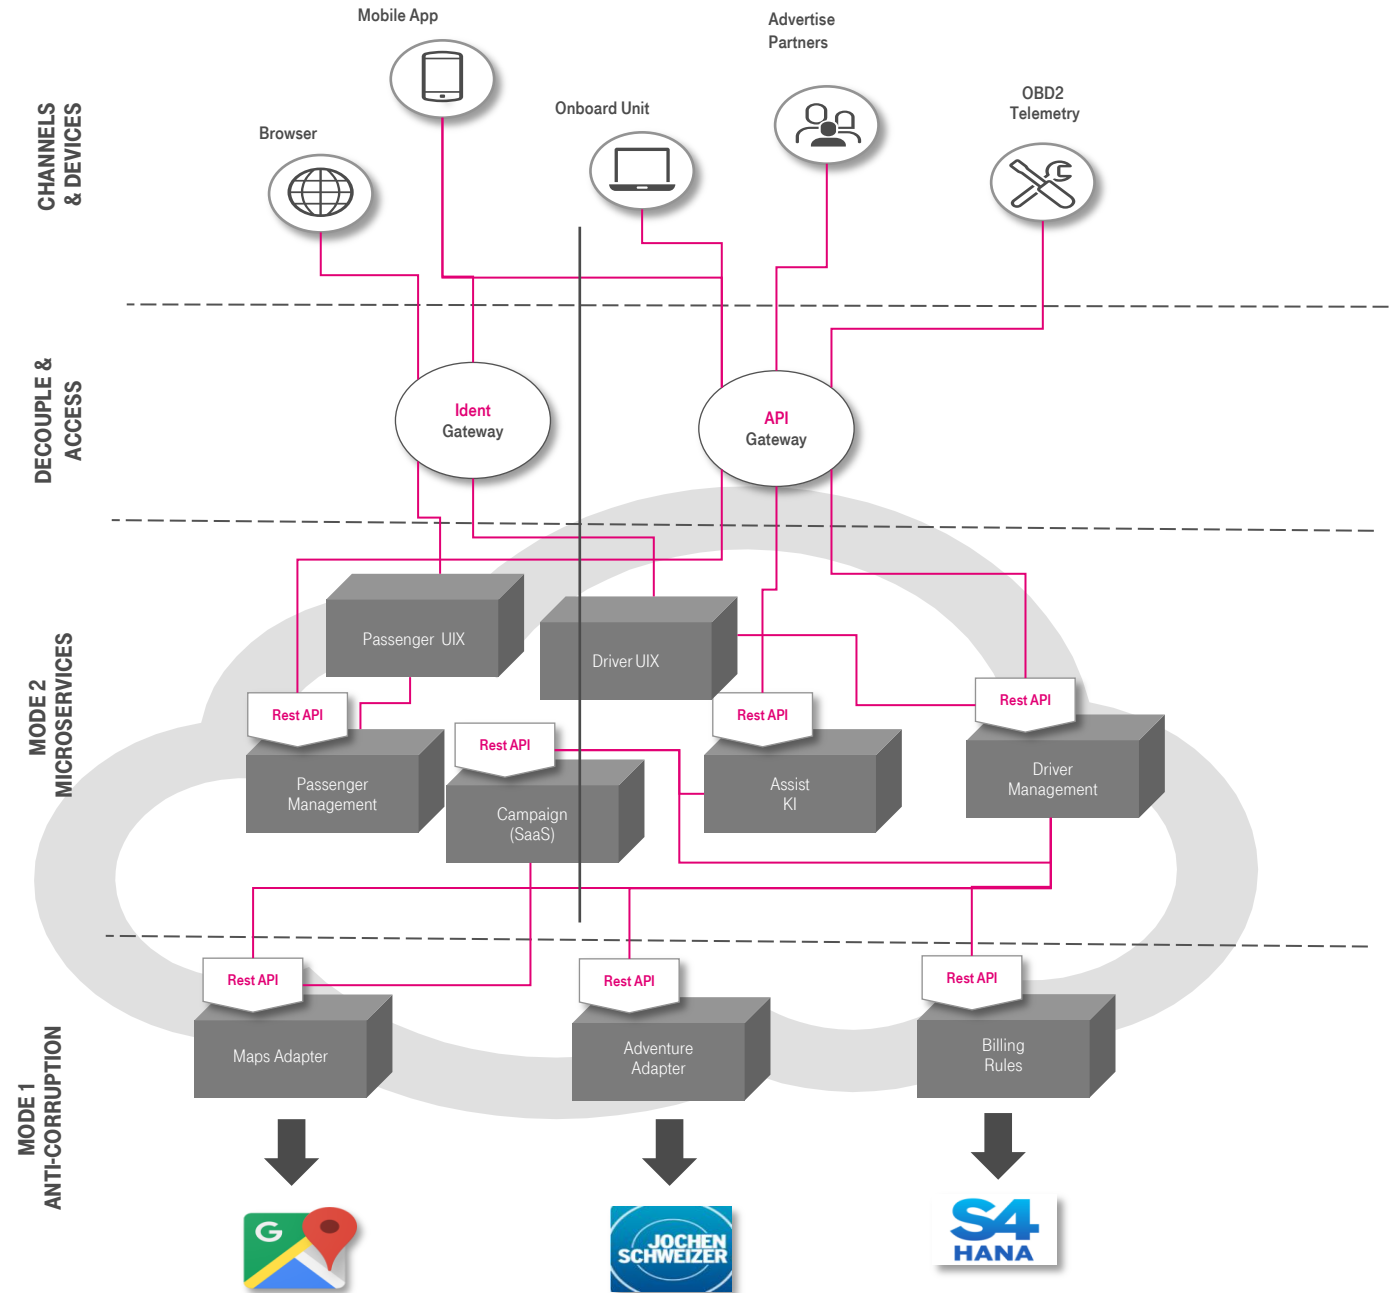 Mobile App
Advertise
Partners
OBD2
Telemetry
Onboard Unit
Browser
CHANNELS
& DEVICES
DECOUPLE &
ACCESS
Ident
Gateway
API
Gateway
MODE 2
MICROSERVICES
Passenger UIX
Driver UIX
Rest API
Rest API
Rest API
Rest API
Passenger
Management
Campaign
(SaaS)
Assist
KI
Driver
Management
MODE 1
ANTI-CORRUPTION
Rest API
Rest API
Rest API
Maps Adapter
Adventure
Adapter
Billing
Rules
G
JOCHEN
SCHWEIZER
S4
HANA